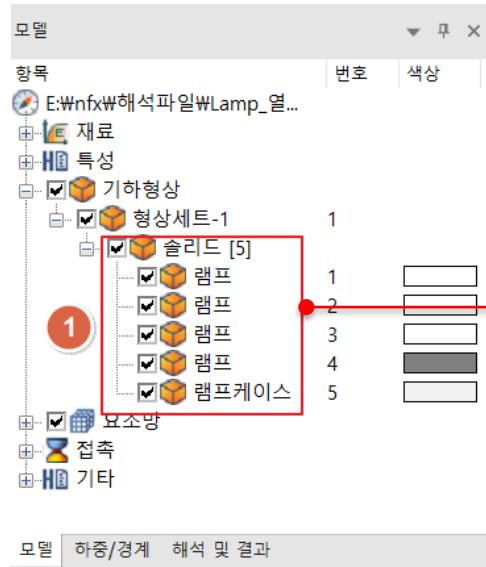 모델
항목 번호 색상
E:₩nfx₩해석파일₩Lamp_열...
재료
특성
기하형상
형상세트-1 1
솔리드 [5]
램프 1
램프 2
램프 3
램프 4
램프케이스 5
1
요소망
접촉
기타
모델 하중/경계 해석 및 결과